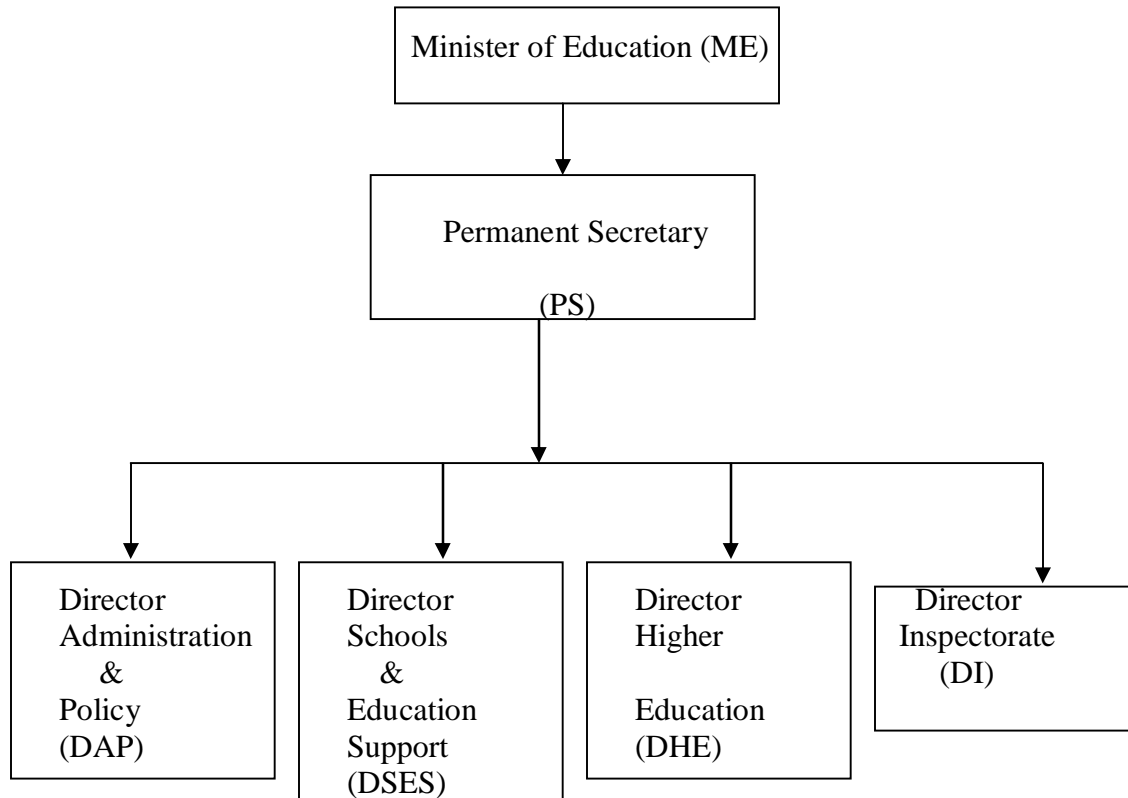 Minister of Education (ME)
Permanent Secretary
(PS)
Director
Administration
&
Policy
(DAP)
Director
Schools
&
Education
Support
(DSES)
Director
Higher
Education
(DHE)
Director
Inspectorate
(DI)